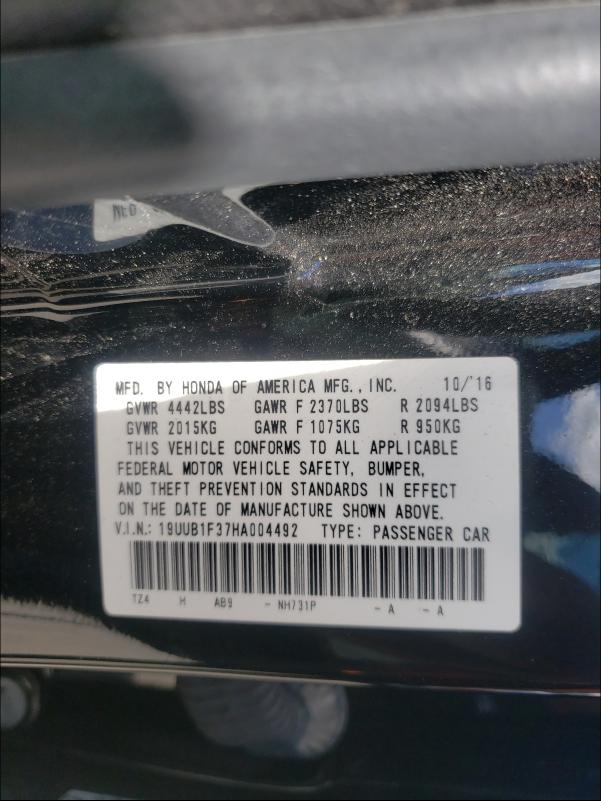 NEO
MFD. BY HONDA OF AMERICA MFG., INC. 10/'16
GVWR 4442LBS GAWR F 2370LBS R 2094LBS
GVWR 2015KG GAWR F 1075KG R 950KG
THIS VEHICLE CONFORMS TO ALL APPLICABLE
FEDERAL MOTOR VEHICLE SAFETY, BUMPER,
AND THEFT PREVENTION STANDARDS IN EFFECT
ON THE DATE OF MANUFACTURE SHOWN ABOVE.
V.I.N.: 19UUB1F37HA004492 TYPE: PASSENGER CAR
TZ4 H AB9 - NH731P - A - A